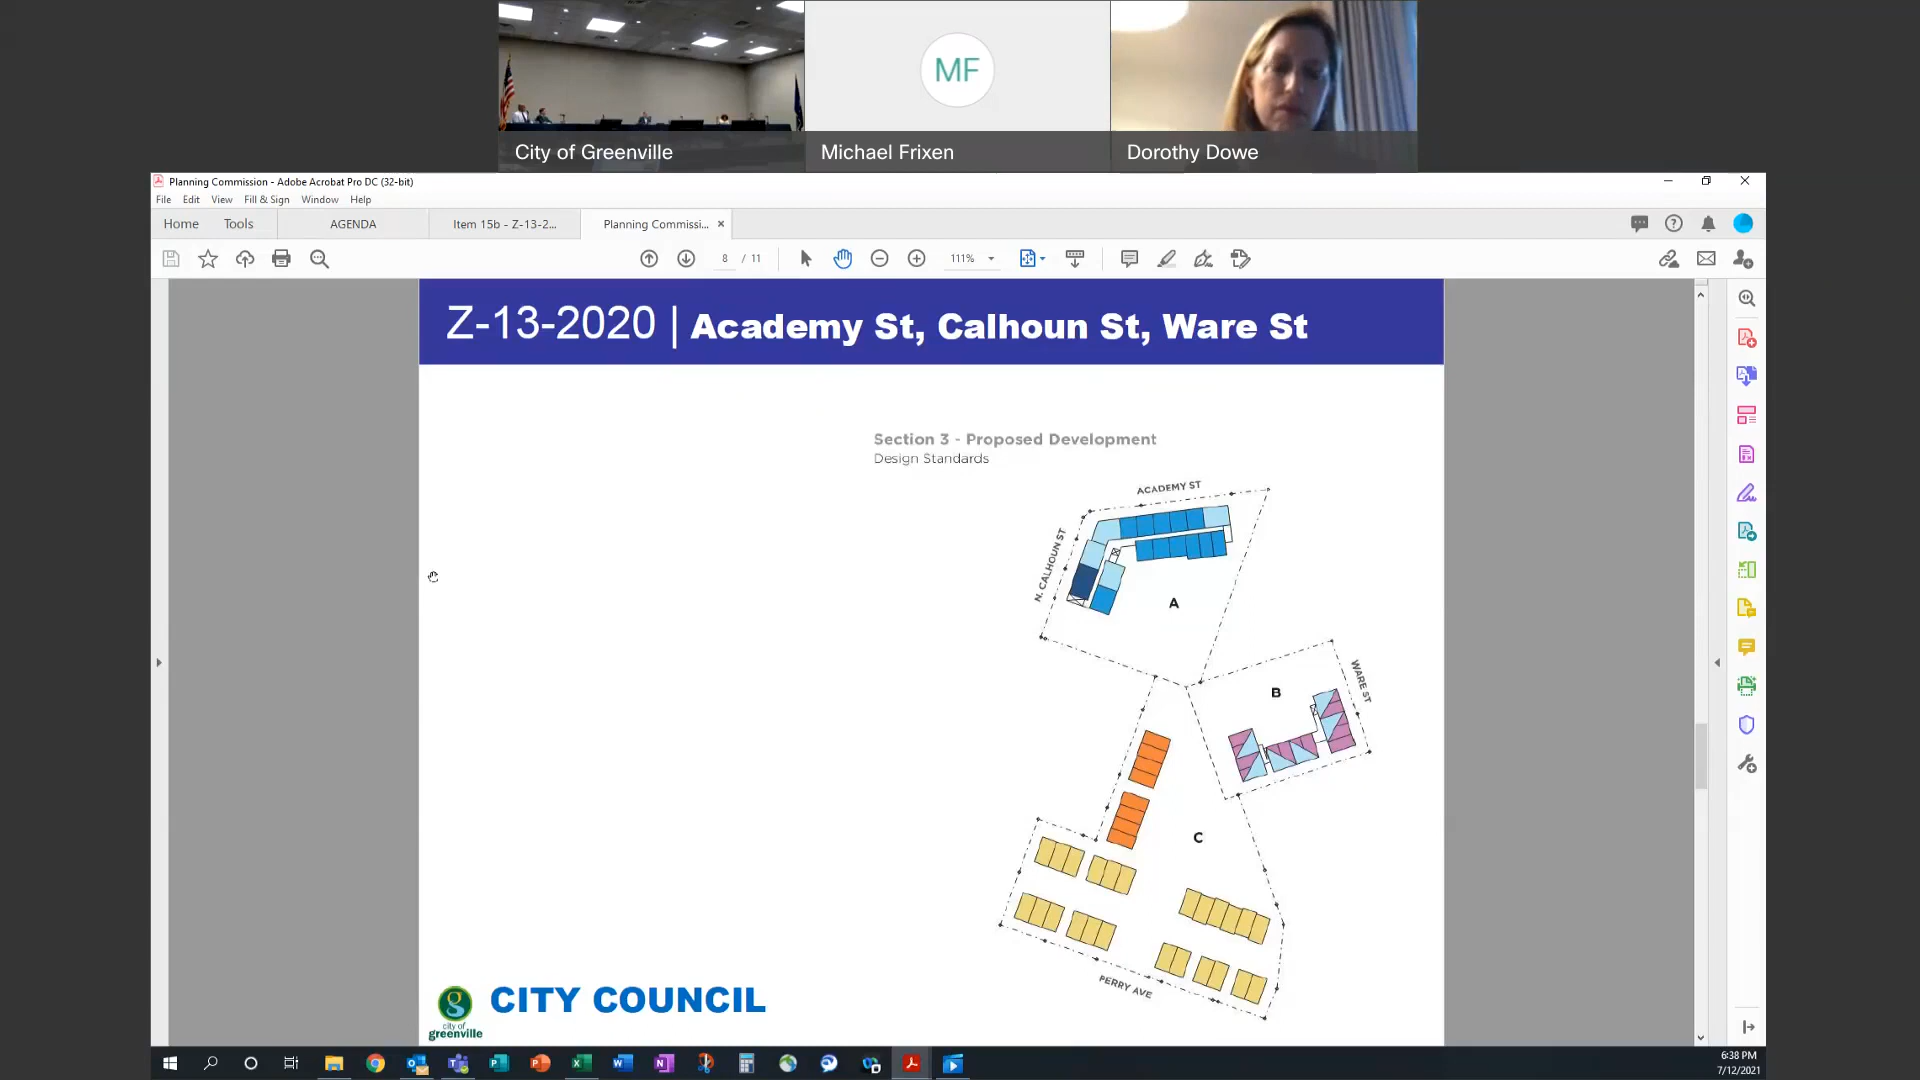 MF
City of Greenville
Michael Frixen
Dorothy Dowe
Planning Commission - Adobe Acrobat Pro DC (32-bit)
File Edit View Fill & Sign Window Help
Home Tools AGENDA Item 15b - Z-13-2... Planning Commissi... ×
8 / 11 111%
Z-13-2020 | Academy St, Calhoun St, Ware St
Section 3 - Proposed Development
Design Standards
ACADEMY ST
N. CALHOUN ST
A
WARE ST
B
C
PERRY AVE
g
city of
greenville
CITY COUNCIL
6:38 PM
7/12/2021